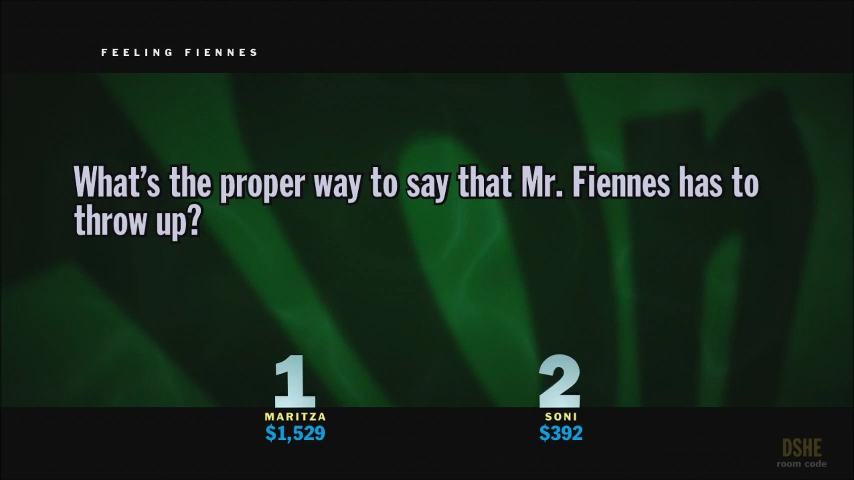 FEELING FIENNES
What's the proper way to say that Mr. Fiennes has to
throw up?
1
2
MARITZA
SONI
$1,529
$392
DSHE
room code